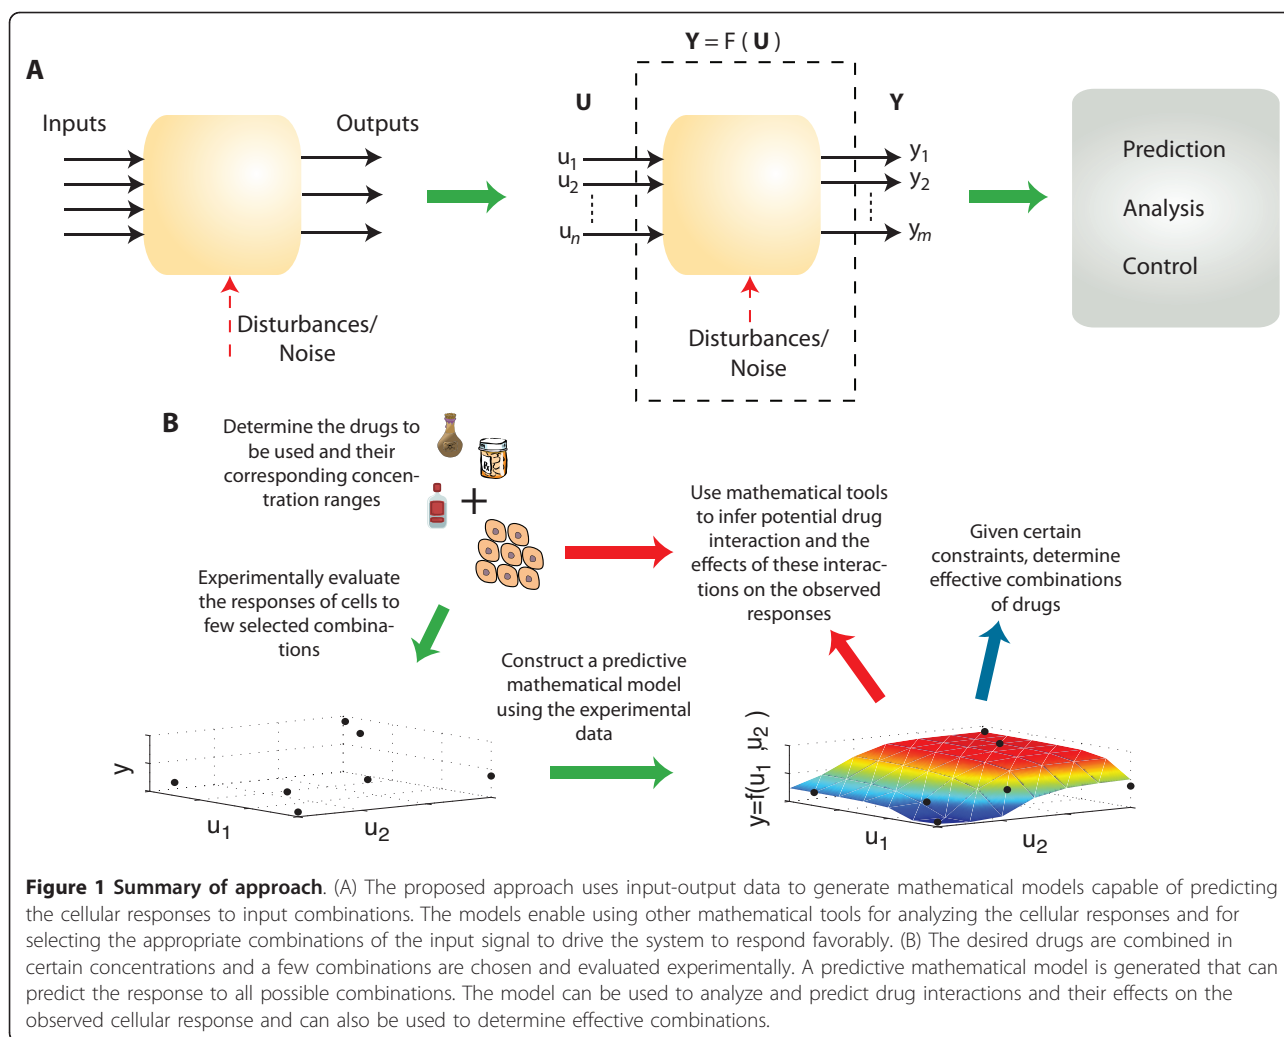 A
Inputs
Outputs
Disturbances/
Noise
Y = F ( U )
U
Y
u1
u2
un
y1
y2
ym
Disturbances/
Noise
Prediction
Analysis
Control
B
Determine the drugs to
be used and their
corresponding concen-
tration ranges
+
Experimentally evaluate
the responses of cells to
few selected combina-
tions
Construct a predictive
mathematical model
using the experimental
data
Use mathematical tools
to infer potential drug
interaction and the
effects of these interac-
tions on the observed
responses
Given certain
constraints, determine
effective combinations
of drugs
y
u1
u2
y=f(u1 ,u2 )
u1
u2
Figure 1 Summary of approach. (A) The proposed approach uses input-output data to generate mathematical models capable of predicting
the cellular responses to input combinations. The models enable using other mathematical tools for analyzing the cellular responses and for
selecting the appropriate combinations of the input signal to drive the system to respond favorably. (B) The desired drugs are combined in
certain concentrations and a few combinations are chosen and evaluated experimentally. A predictive mathematical model is generated that can
predict the response to all possible combinations. The model can be used to analyze and predict drug interactions and their effects on the
observed cellular response and can also be used to determine effective combinations.